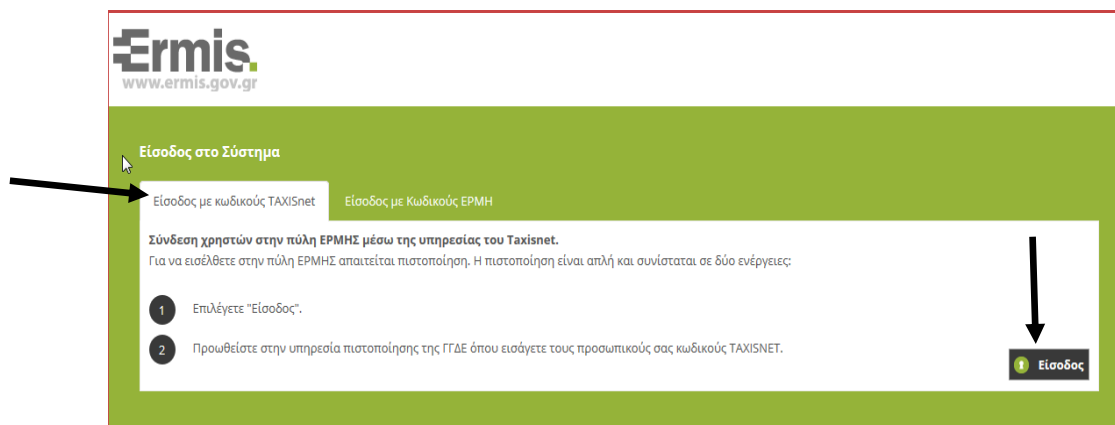 Ermis.
www.ermis.gov.gr
Είσοδος στο Σύστημα
Είσοδος με κωδικούς TAXISnet
Είσοδος με Κωδικούς ΕΡΜΗ
Σύνδεση χρηστών στην πύλη ΕΡΜΗΣ μέσω της υπηρεσίας του Taxisnet.
Για να εισέλθετε στην πύλη ΕΡΜΗΣ απαιτείται πιστοποίηση. Η πιστοποίηση είναι απλή και συνίσταται σε δύο ενέργειες:
1 Επιλέγετε "Είσοδος".
2 Προωθείστε στην υπηρεσία πιστοποίησης της ΓΓΔΕ όπου εισάγετε τους προσωπικούς σας κωδικούς TAXISNET.
Είσοδος